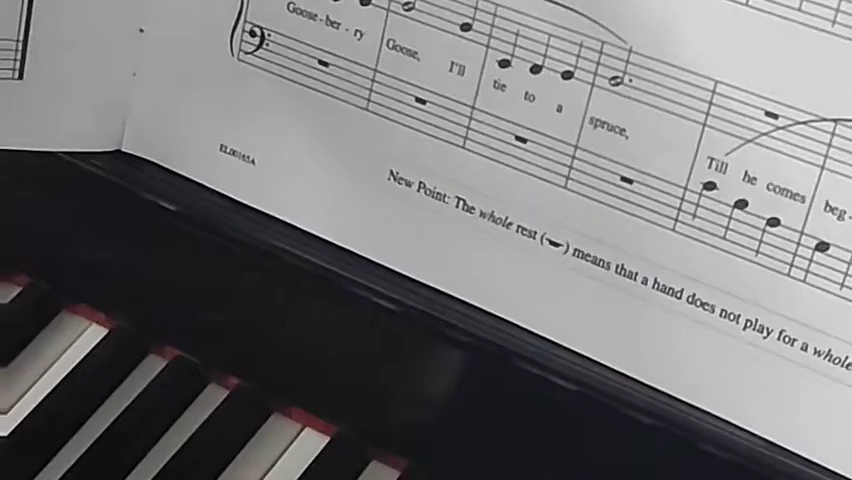 Goose-ber-ry Goose, I'll tie to a spruce, Till he comes beg-
EL00165A
New Point: The whole rest ( ) means that a hand does not play for a whole